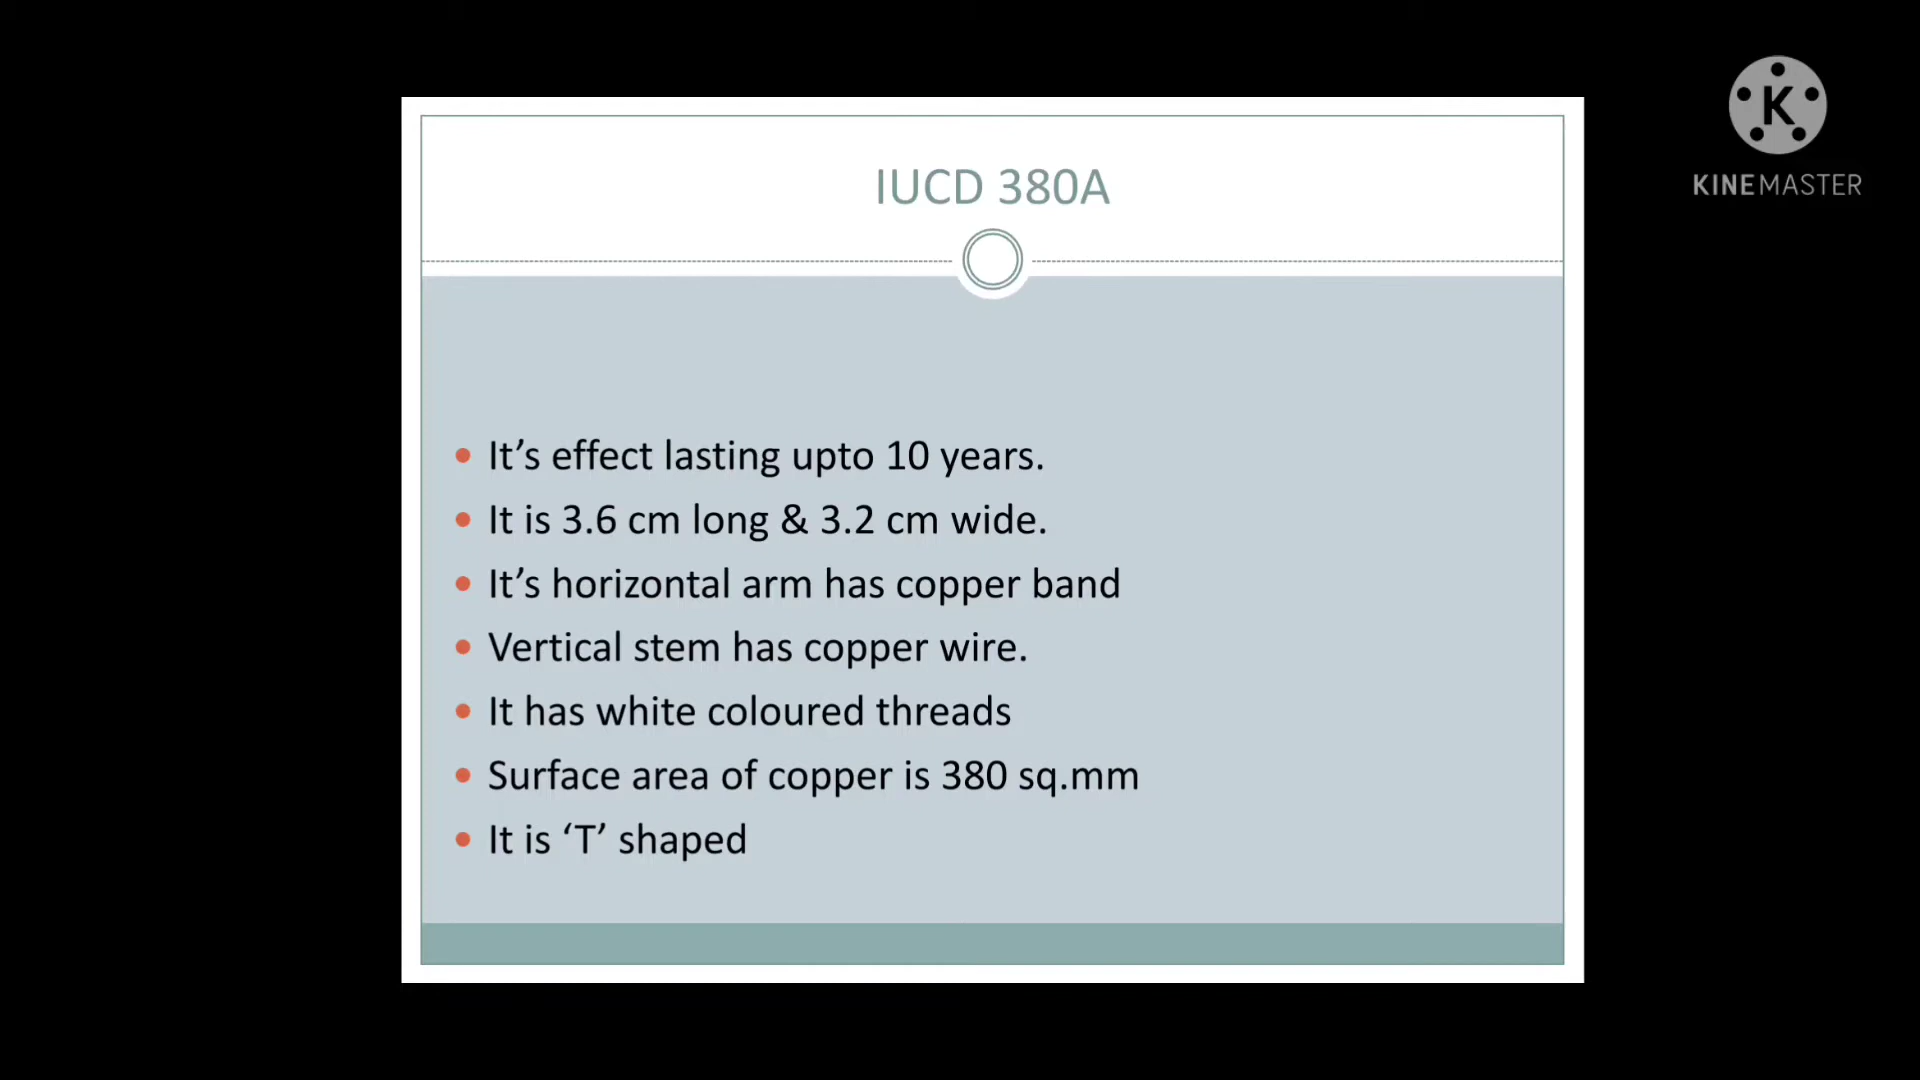 K
KINEMASTER
IUCD 380A
It’s effect lasting upto 10 years.
It is 3.6 cm long & 3.2 cm wide.
It’s horizontal arm has copper band
Vertical stem has copper wire.
It has white coloured threads
Surface area of copper is 380 sq.mm
It is ‘T’ shaped